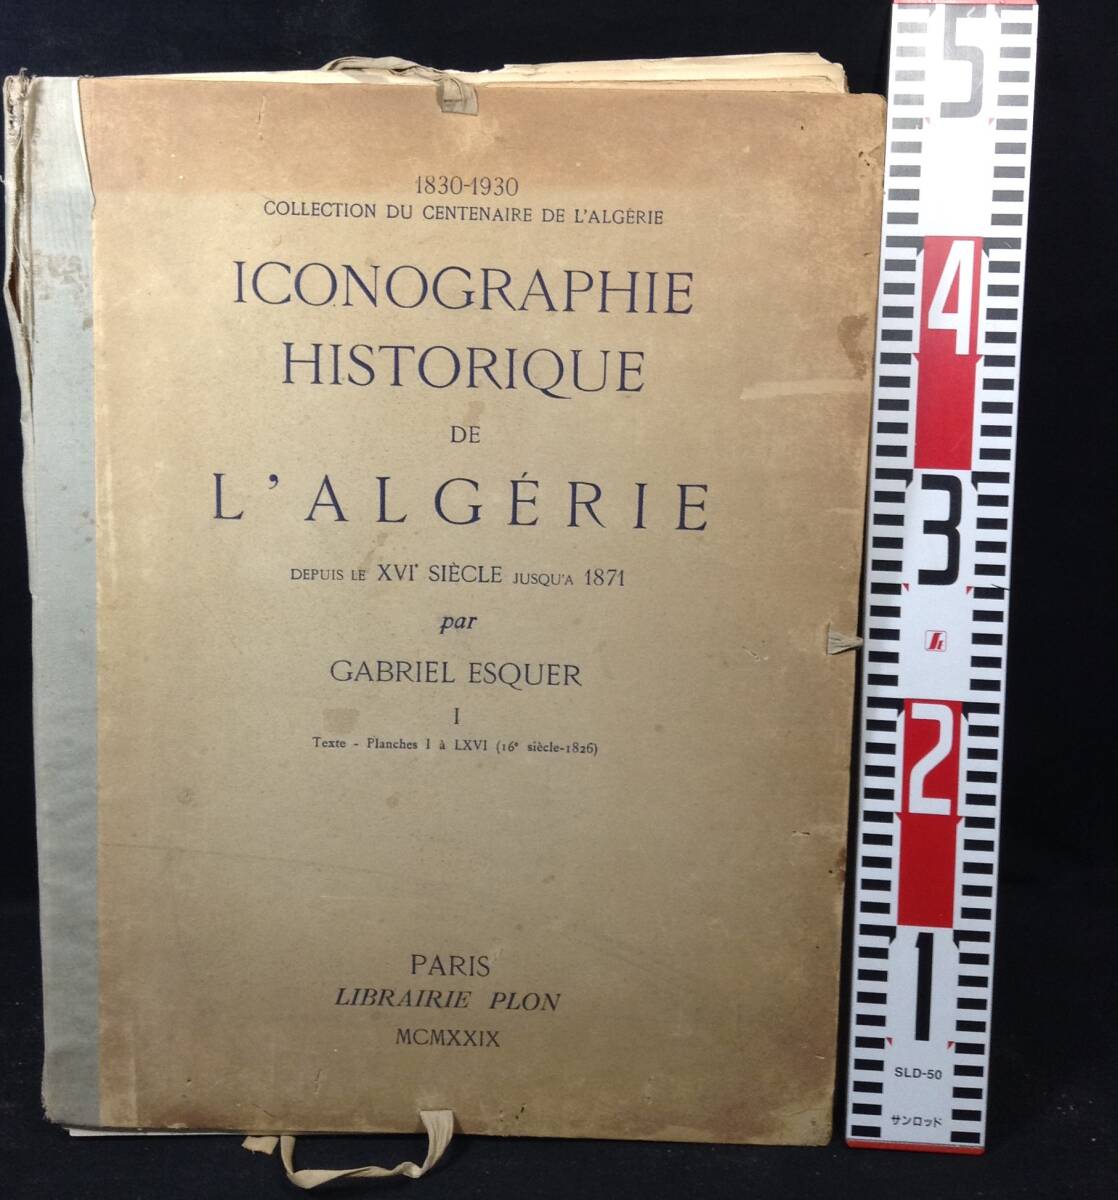 1830-1930
COLLECTION DU CENTENAIRE DE L'ALGÉRIE
ICONOGRAPHIE
HISTORIQUE
DE
L'ALGÉRIE
DEPUIS LE XVIe SIÈCLE JUSQU'A 1871
par
GABRIEL ESQUER
I
Texte - Planches I à LXVI (16e siècle-1826)
PARIS
LIBRAIRIE PLON
MCMXXIX
5
4
3
2
1
SLD-50
サンロッド